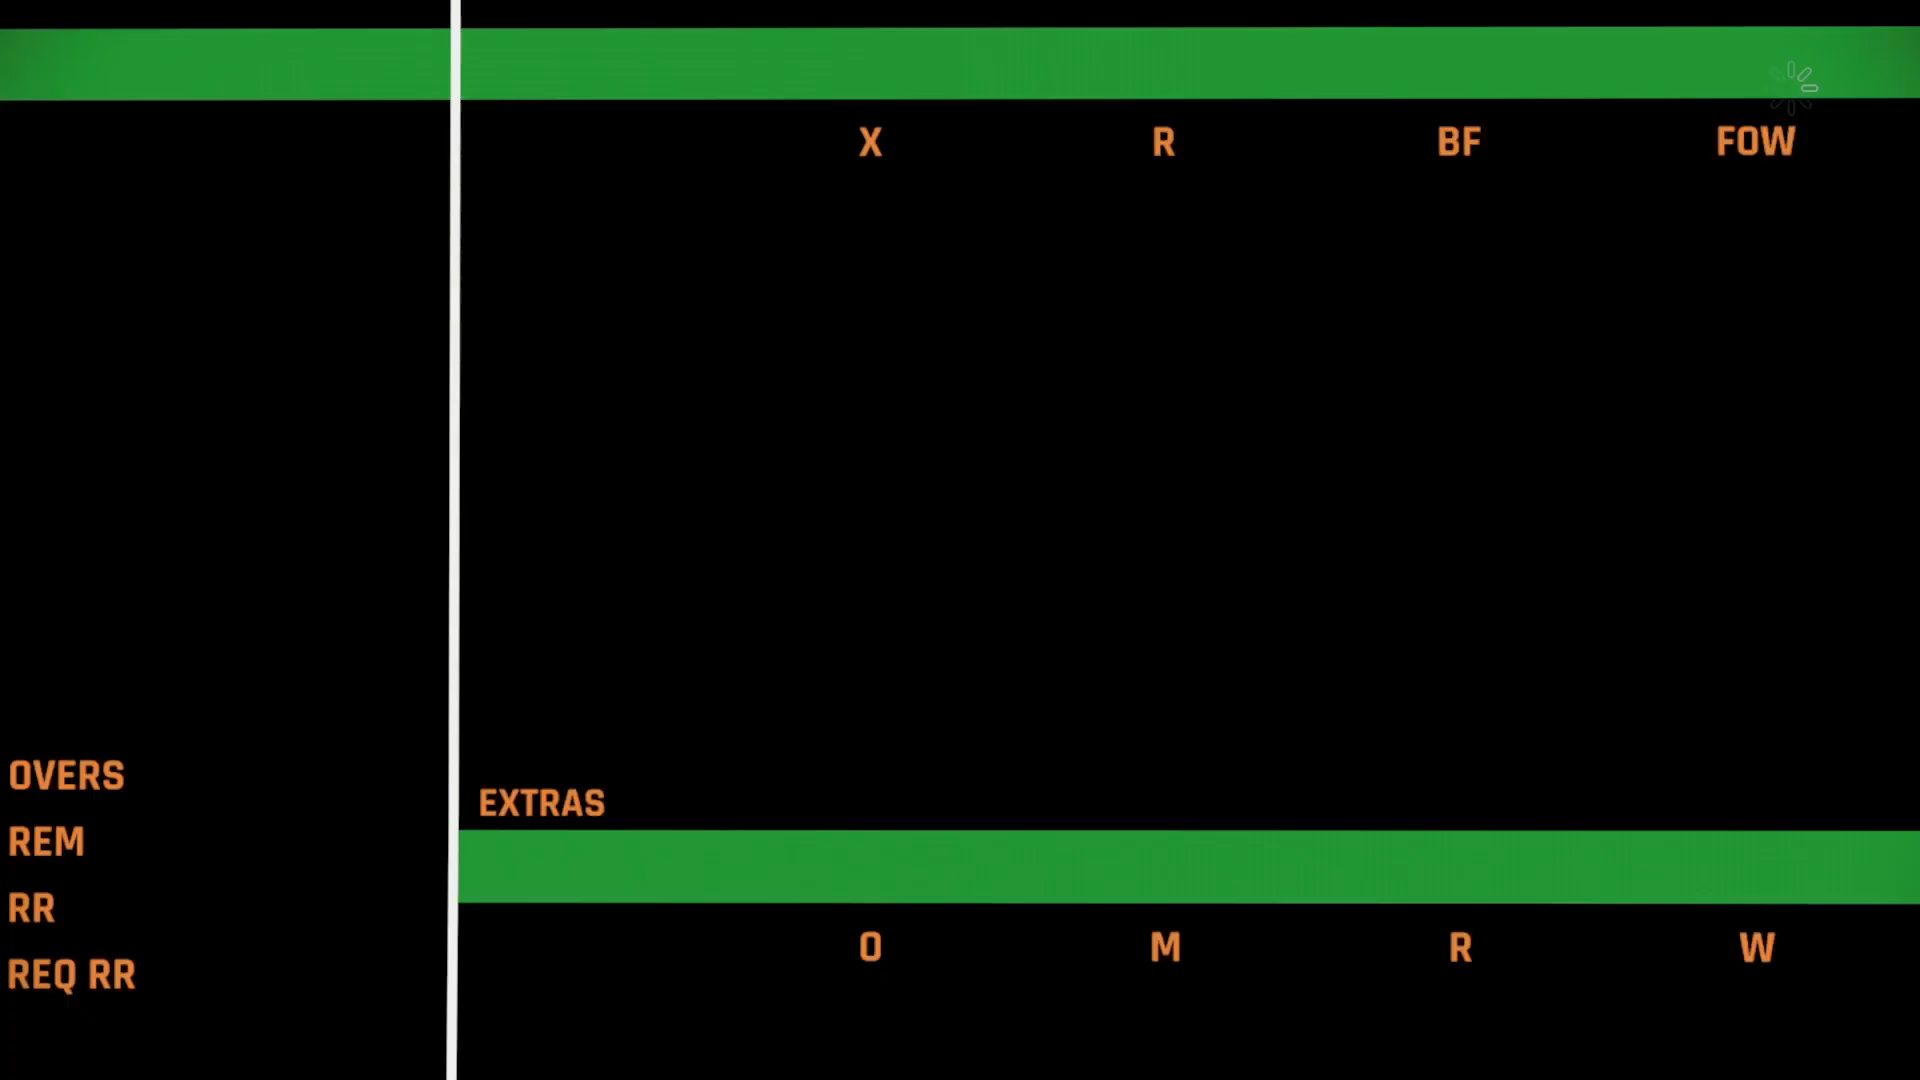 X R BF FOW
OVERS
EXTRAS
REM
RR
O M R W
REQ RR